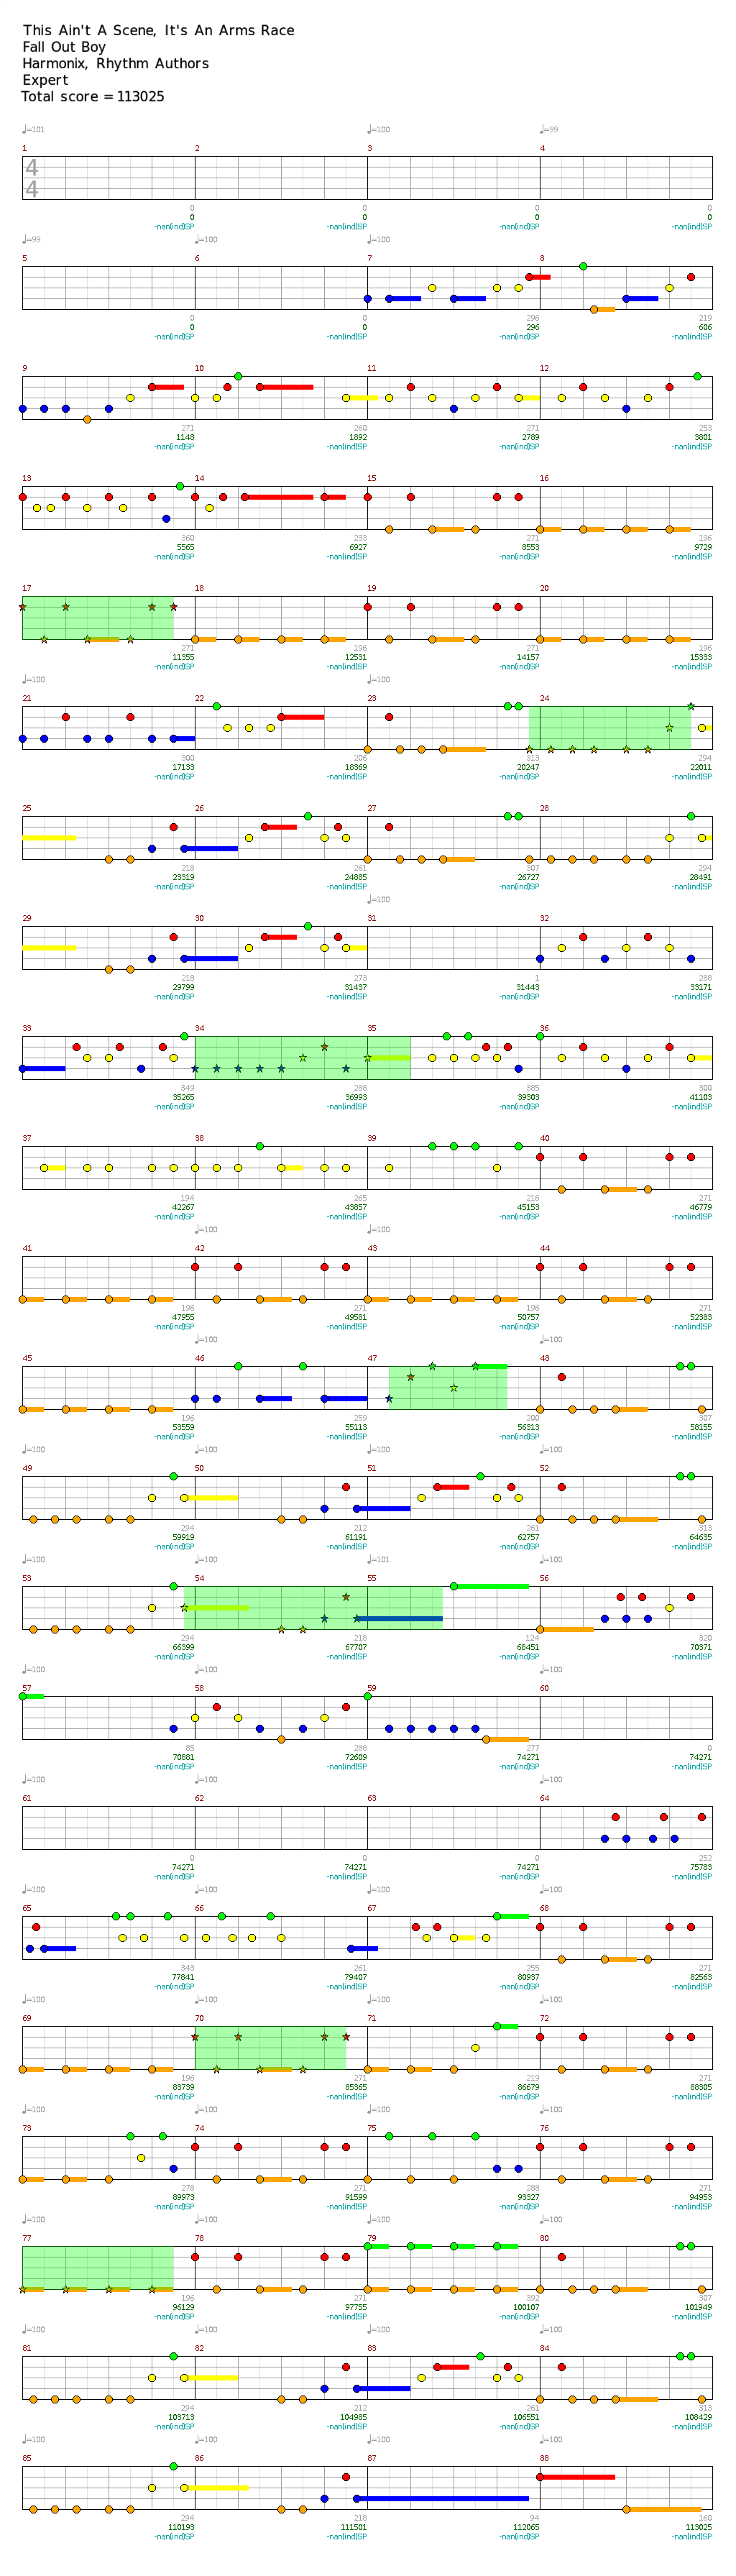 This Ain't A Scene, It's An Arms Race
Fall Out Boy
Harmonix, Rhythm Authors
Expert
Total score = 113025
♩=101 ♩=100 ♩=99
1 2 3 4
4
4
0 0 0 0
0 0 0 0
-nan(ind)SP -nan(ind)SP -nan(ind)SP -nan(ind)SP
♩=99 ♩=100
5 6 7 8
0 0 296 219
0 0 296 606
-nan(ind)SP -nan(ind)SP -nan(ind)SP -nan(ind)SP
9 10 11 12
271 260 271 253
1148 1892 2789 3801
-nan(ind)SP -nan(ind)SP -nan(ind)SP -nan(ind)SP
13 14 15 16
360 233 271 196
5565 6927 8553 9729
-nan(ind)SP -nan(ind)SP -nan(ind)SP -nan(ind)SP
17 18 19 20
271 196 271 196
11355 12531 14157 15333
-nan(ind)SP -nan(ind)SP -nan(ind)SP -nan(ind)SP
♩=100 ♩=100
21 22 23 24
300 206 313 294
17133 18369 20247 22011
-nan(ind)SP -nan(ind)SP -nan(ind)SP -nan(ind)SP
25 26 27 28
218 261 307 294
23319 24885 26727 28491
-nan(ind)SP -nan(ind)SP -nan(ind)SP -nan(ind)SP
♩=100
29 30 31 32
218 273 1 288
29799 31437 31443 33171
-nan(ind)SP -nan(ind)SP -nan(ind)SP -nan(ind)SP
33 34 35 36
349 288 385 300
35265 36993 39303 41103
-nan(ind)SP -nan(ind)SP -nan(ind)SP -nan(ind)SP
37 38 39 40
194 265 216 271
42267 43857 45153 46779
-nan(ind)SP -nan(ind)SP -nan(ind)SP -nan(ind)SP
♩=100 ♩=100
41 42 43 44
196 271 196 271
47955 49581 50757 52383
-nan(ind)SP -nan(ind)SP -nan(ind)SP -nan(ind)SP
♩=100 ♩=100
45 46 47 48
196 259 200 307
53559 55113 56313 58155
-nan(ind)SP -nan(ind)SP -nan(ind)SP -nan(ind)SP
♩=100 ♩=100 ♩=100 ♩=100
49 50 51 52
294 212 261 313
59919 61191 62757 64635
-nan(ind)SP -nan(ind)SP -nan(ind)SP -nan(ind)SP
♩=100 ♩=100 ♩=101 ♩=100
53 54 55 56
294 218 124 320
66399 67707 68451 70371
-nan(ind)SP -nan(ind)SP -nan(ind)SP -nan(ind)SP
♩=100 ♩=100 ♩=100 ♩=100
57 58 59 60
85 288 277 0
70881 72609 74271 74271
-nan(ind)SP -nan(ind)SP -nan(ind)SP -nan(ind)SP
♩=100 ♩=100 ♩=100 ♩=100
61 62 63 64
0 0 0 252
74271 74271 74271 75783
-nan(ind)SP -nan(ind)SP -nan(ind)SP -nan(ind)SP
♩=100 ♩=100 ♩=100 ♩=100
65 66 67 68
343 261 255 271
77841 79407 80937 82563
-nan(ind)SP -nan(ind)SP -nan(ind)SP -nan(ind)SP
♩=100 ♩=100 ♩=100 ♩=100
69 70 71 72
196 271 219 271
83739 85365 86679 88305
-nan(ind)SP -nan(ind)SP -nan(ind)SP -nan(ind)SP
♩=100 ♩=100 ♩=100 ♩=100
73 74 75 76
278 271 288 271
89973 91599 93327 94953
-nan(ind)SP -nan(ind)SP -nan(ind)SP -nan(ind)SP
♩=100 ♩=100 ♩=100 ♩=100
77 78 79 80
196 271 392 307
96129 97755 100107 101949
-nan(ind)SP -nan(ind)SP -nan(ind)SP -nan(ind)SP
♩=100 ♩=100 ♩=100 ♩=100
81 82 83 84
294 212 261 313
103713 104985 106551 108429
-nan(ind)SP -nan(ind)SP -nan(ind)SP -nan(ind)SP
♩=100 ♩=100 ♩=100 ♩=100
85 86 87 88
294 218 94 160
110193 111501 112065 113025
-nan(ind)SP -nan(ind)SP -nan(ind)SP -nan(ind)SP